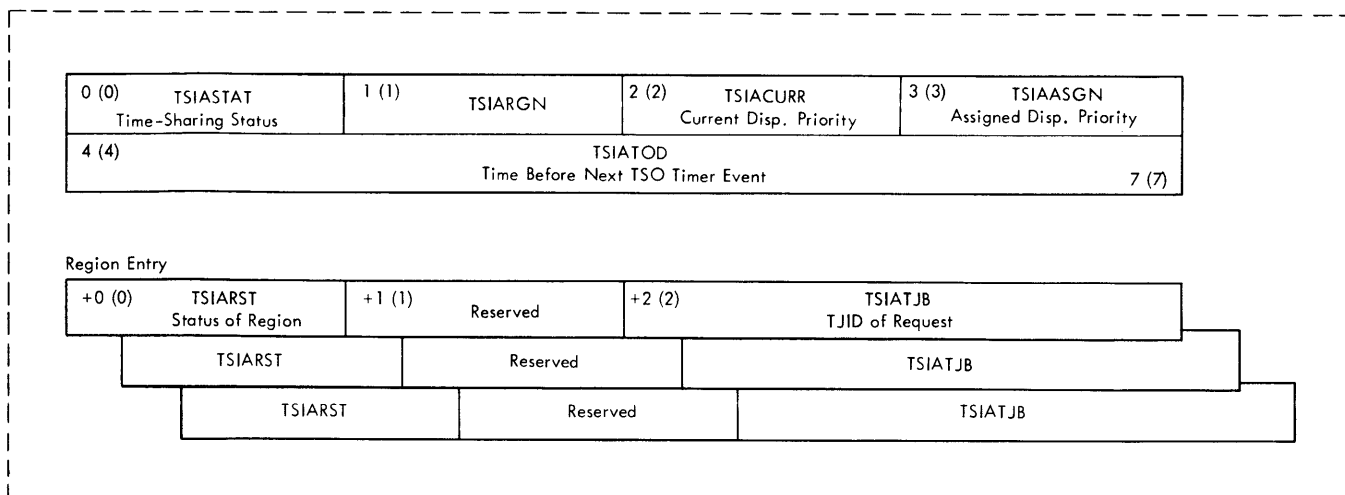 0 (0) TSIASTAT
Time-Sharing Status
1 (1) TSIARGN
2 (2) TSIACURR
Current Disp. Priority
3 (3) TSIAASGN
Assigned Disp. Priority
4 (4) TSIATOD
Time Before Next TSO Timer Event
7 (7)
Region Entry
+0 (0) TSIARST
Status of Region
+1 (1) Reserved
+2 (2) TSIATJB
TJID of Request
TSIARST Reserved TSIATJB
TSIARST Reserved TSIATJB